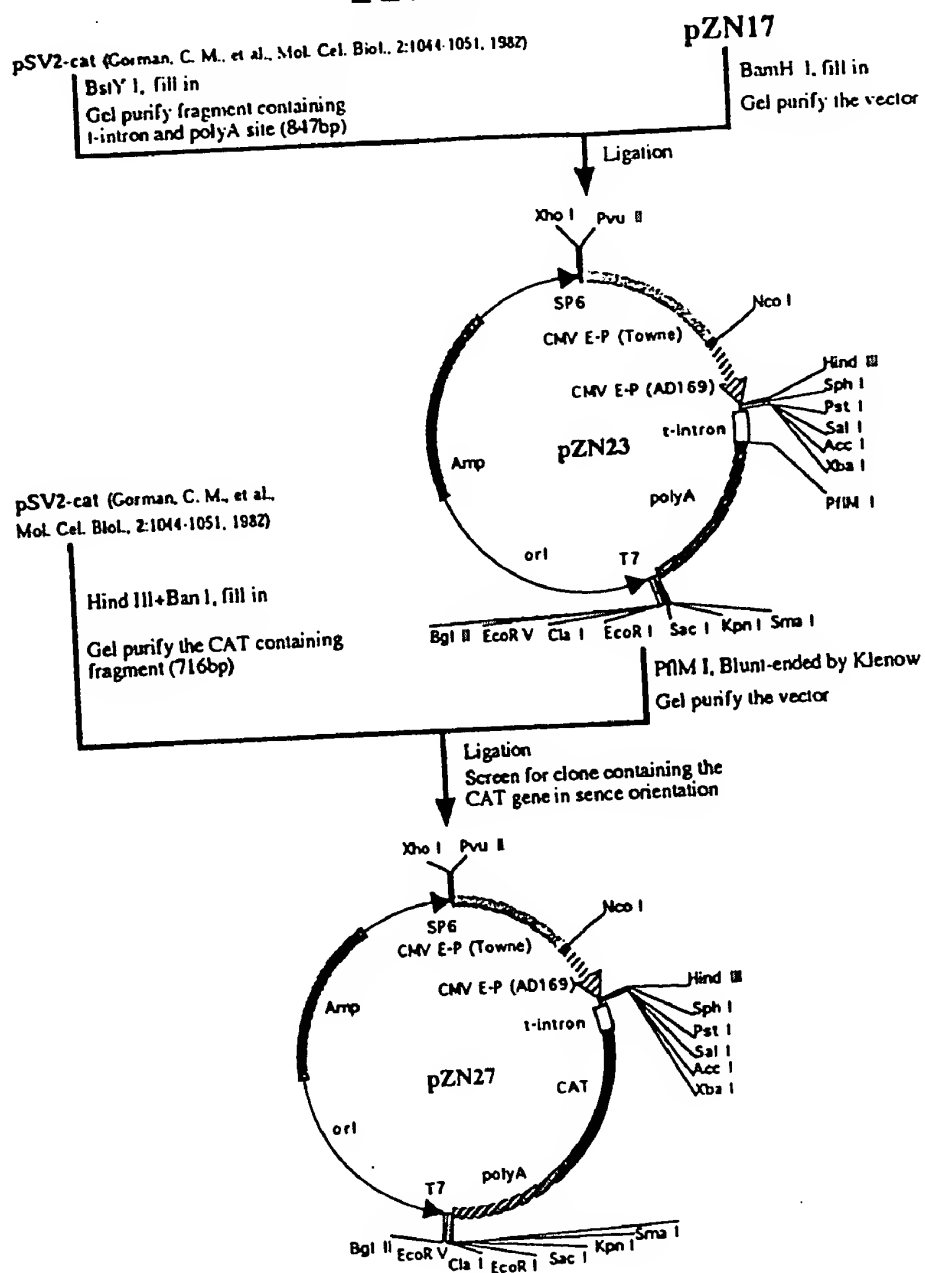 pZN17
pSV2-cat (Gorman, C. M., et al., Mol. Cel. Biol., 2:1044-1051, 1982)
BstY I, fill in
Gel purify fragment containing
t-intron and polyA site (847bp)
BamH I, fill in
Gel purify the vector
Ligation
Xho I
Pvu II
SP6
CMV E-P (Towne)
Nco I
CMV E-P (AD169)
Hind III
Sph I
Pst I
Sal I
Acc I
Xba I
t-intron
PflM I
pZN23
Amp
polyA
ori
T7
Bgl II
EcoR V
Cla I
EcoR I
Sac I
Kpn I
Sma I
pSV2-cat (Gorman, C. M., et al.,
Mol. Cel. Biol., 2:1044-1051, 1982)
Hind III+Ban I, fill in
Gel purify the CAT containing
fragment (716bp)
PflM I, Blunt-ended by Klenow
Gel purify the vector
Ligation
Screen for clone containing the
CAT gene in sence orientation
Xho I
Pvu II
SP6
CMV E-P (Towne)
Nco I
CMV E-P (AD169)
Hind III
Sph I
Pst I
Sal I
Acc I
Xba I
t-intron
Amp
pZN27
CAT
ori
polyA
T7
Bgl II
EcoR V
Cla I
EcoR I
Sac I
Kpn I
Sma I